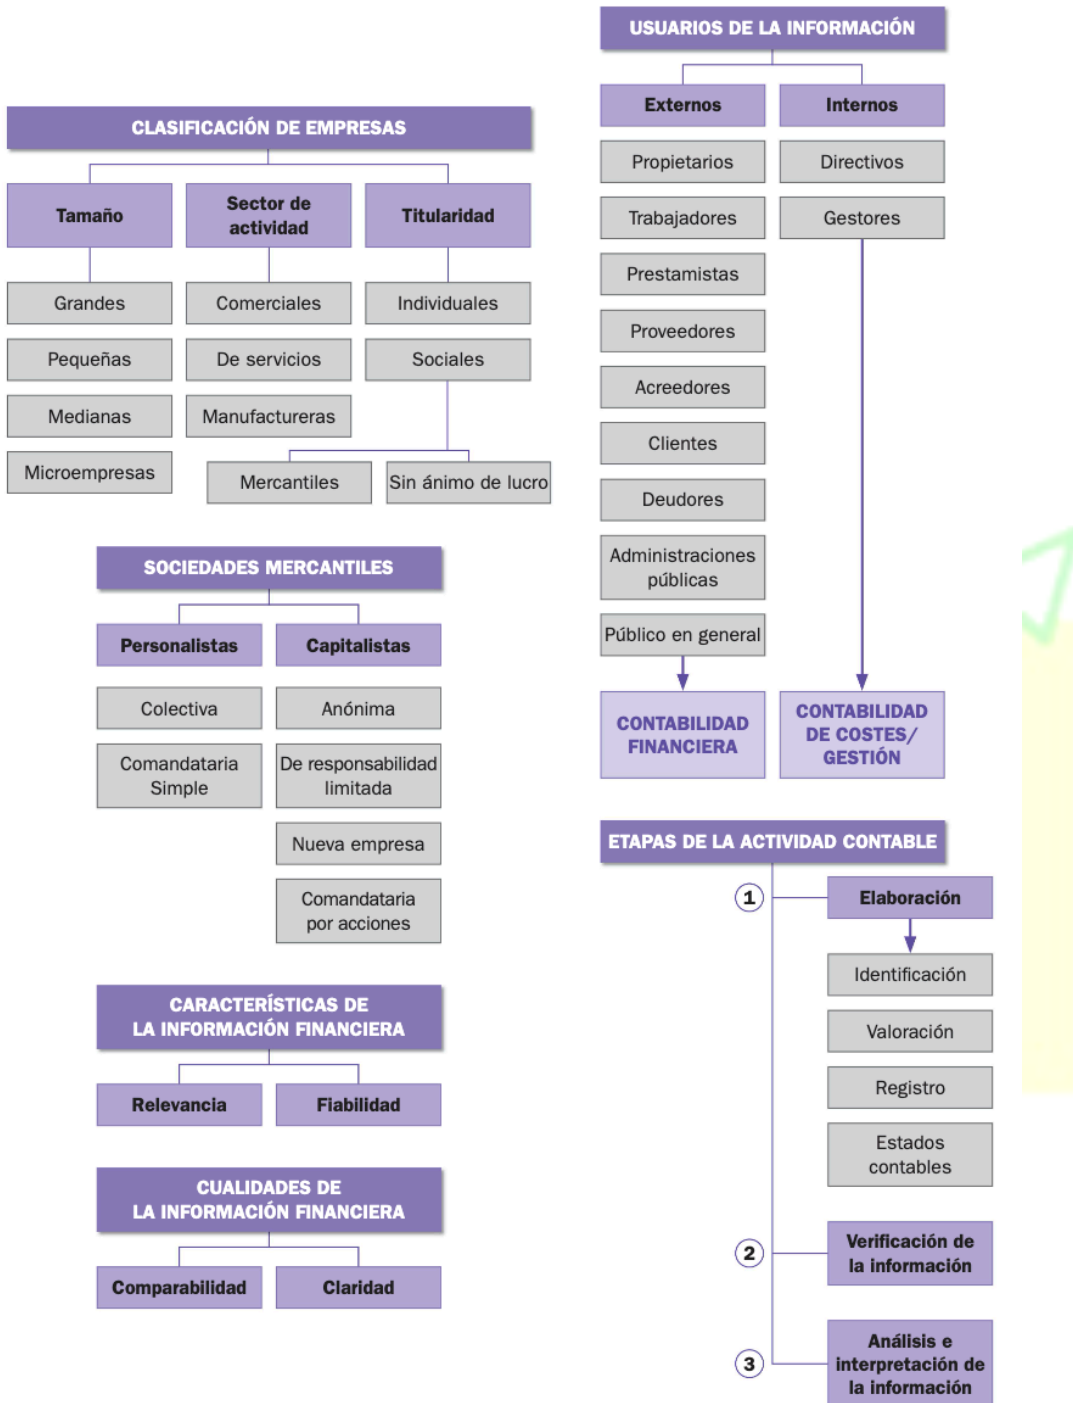 CLASIFICACIÓN DE EMPRESAS
Tamaño
Grandes
Pequeñas
Medianas
Microempresas
Sector de
actividad
Comerciales
De servicios
Manufactureras
Titularidad
Individuales
Sociales
Mercantiles
Sin ánimo de lucro
SOCIEDADES MERCANTILES
Personalistas
Colectiva
Comandataria
Simple
Capitalistas
Anónima
De responsabilidad
limitada
Nueva empresa
Comandataria
por acciones
CARACTERÍSTICAS DE
LA INFORMACIÓN FINANCIERA
Relevancia
Fiabilidad
CUALIDADES DE
LA INFORMACIÓN FINANCIERA
Comparabilidad
Claridad
USUARIOS DE LA INFORMACIÓN
Externos
Propietarios
Trabajadores
Prestamistas
Proveedores
Acreedores
Clientes
Deudores
Administraciones
públicas
Público en general
CONTABILIDAD
FINANCIERA
Internos
Directivos
Gestores
CONTABILIDAD
DE COSTES/
GESTIÓN
ETAPAS DE LA ACTIVIDAD CONTABLE
1
Elaboración
Identificación
Valoración
Registro
Estados
contables
2
Verificación de
la información
3
Análisis e
interpretación de
la información